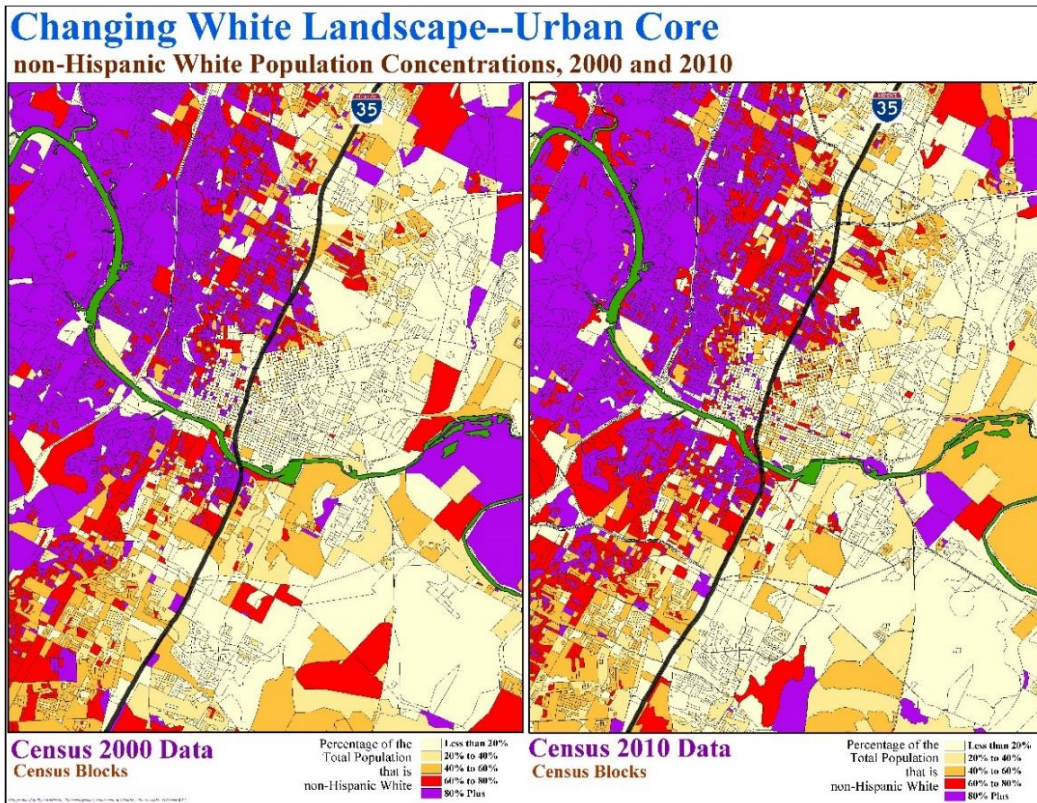 Changing White Landscape--Urban Core
non-Hispanic White Population Concentrations, 2000 and 2010
35
35
Census 2000 Data
Census Blocks
Percentage of the
Total Population
that is
non-Hispanic White
Less than 20%
20% to 40%
40% to 60%
60% to 80%
80% Plus
Census 2010 Data
Census Blocks
Percentage of the
Total Population
that is
non-Hispanic White
Less than 20%
20% to 40%
40% to 60%
60% to 80%
80% Plus